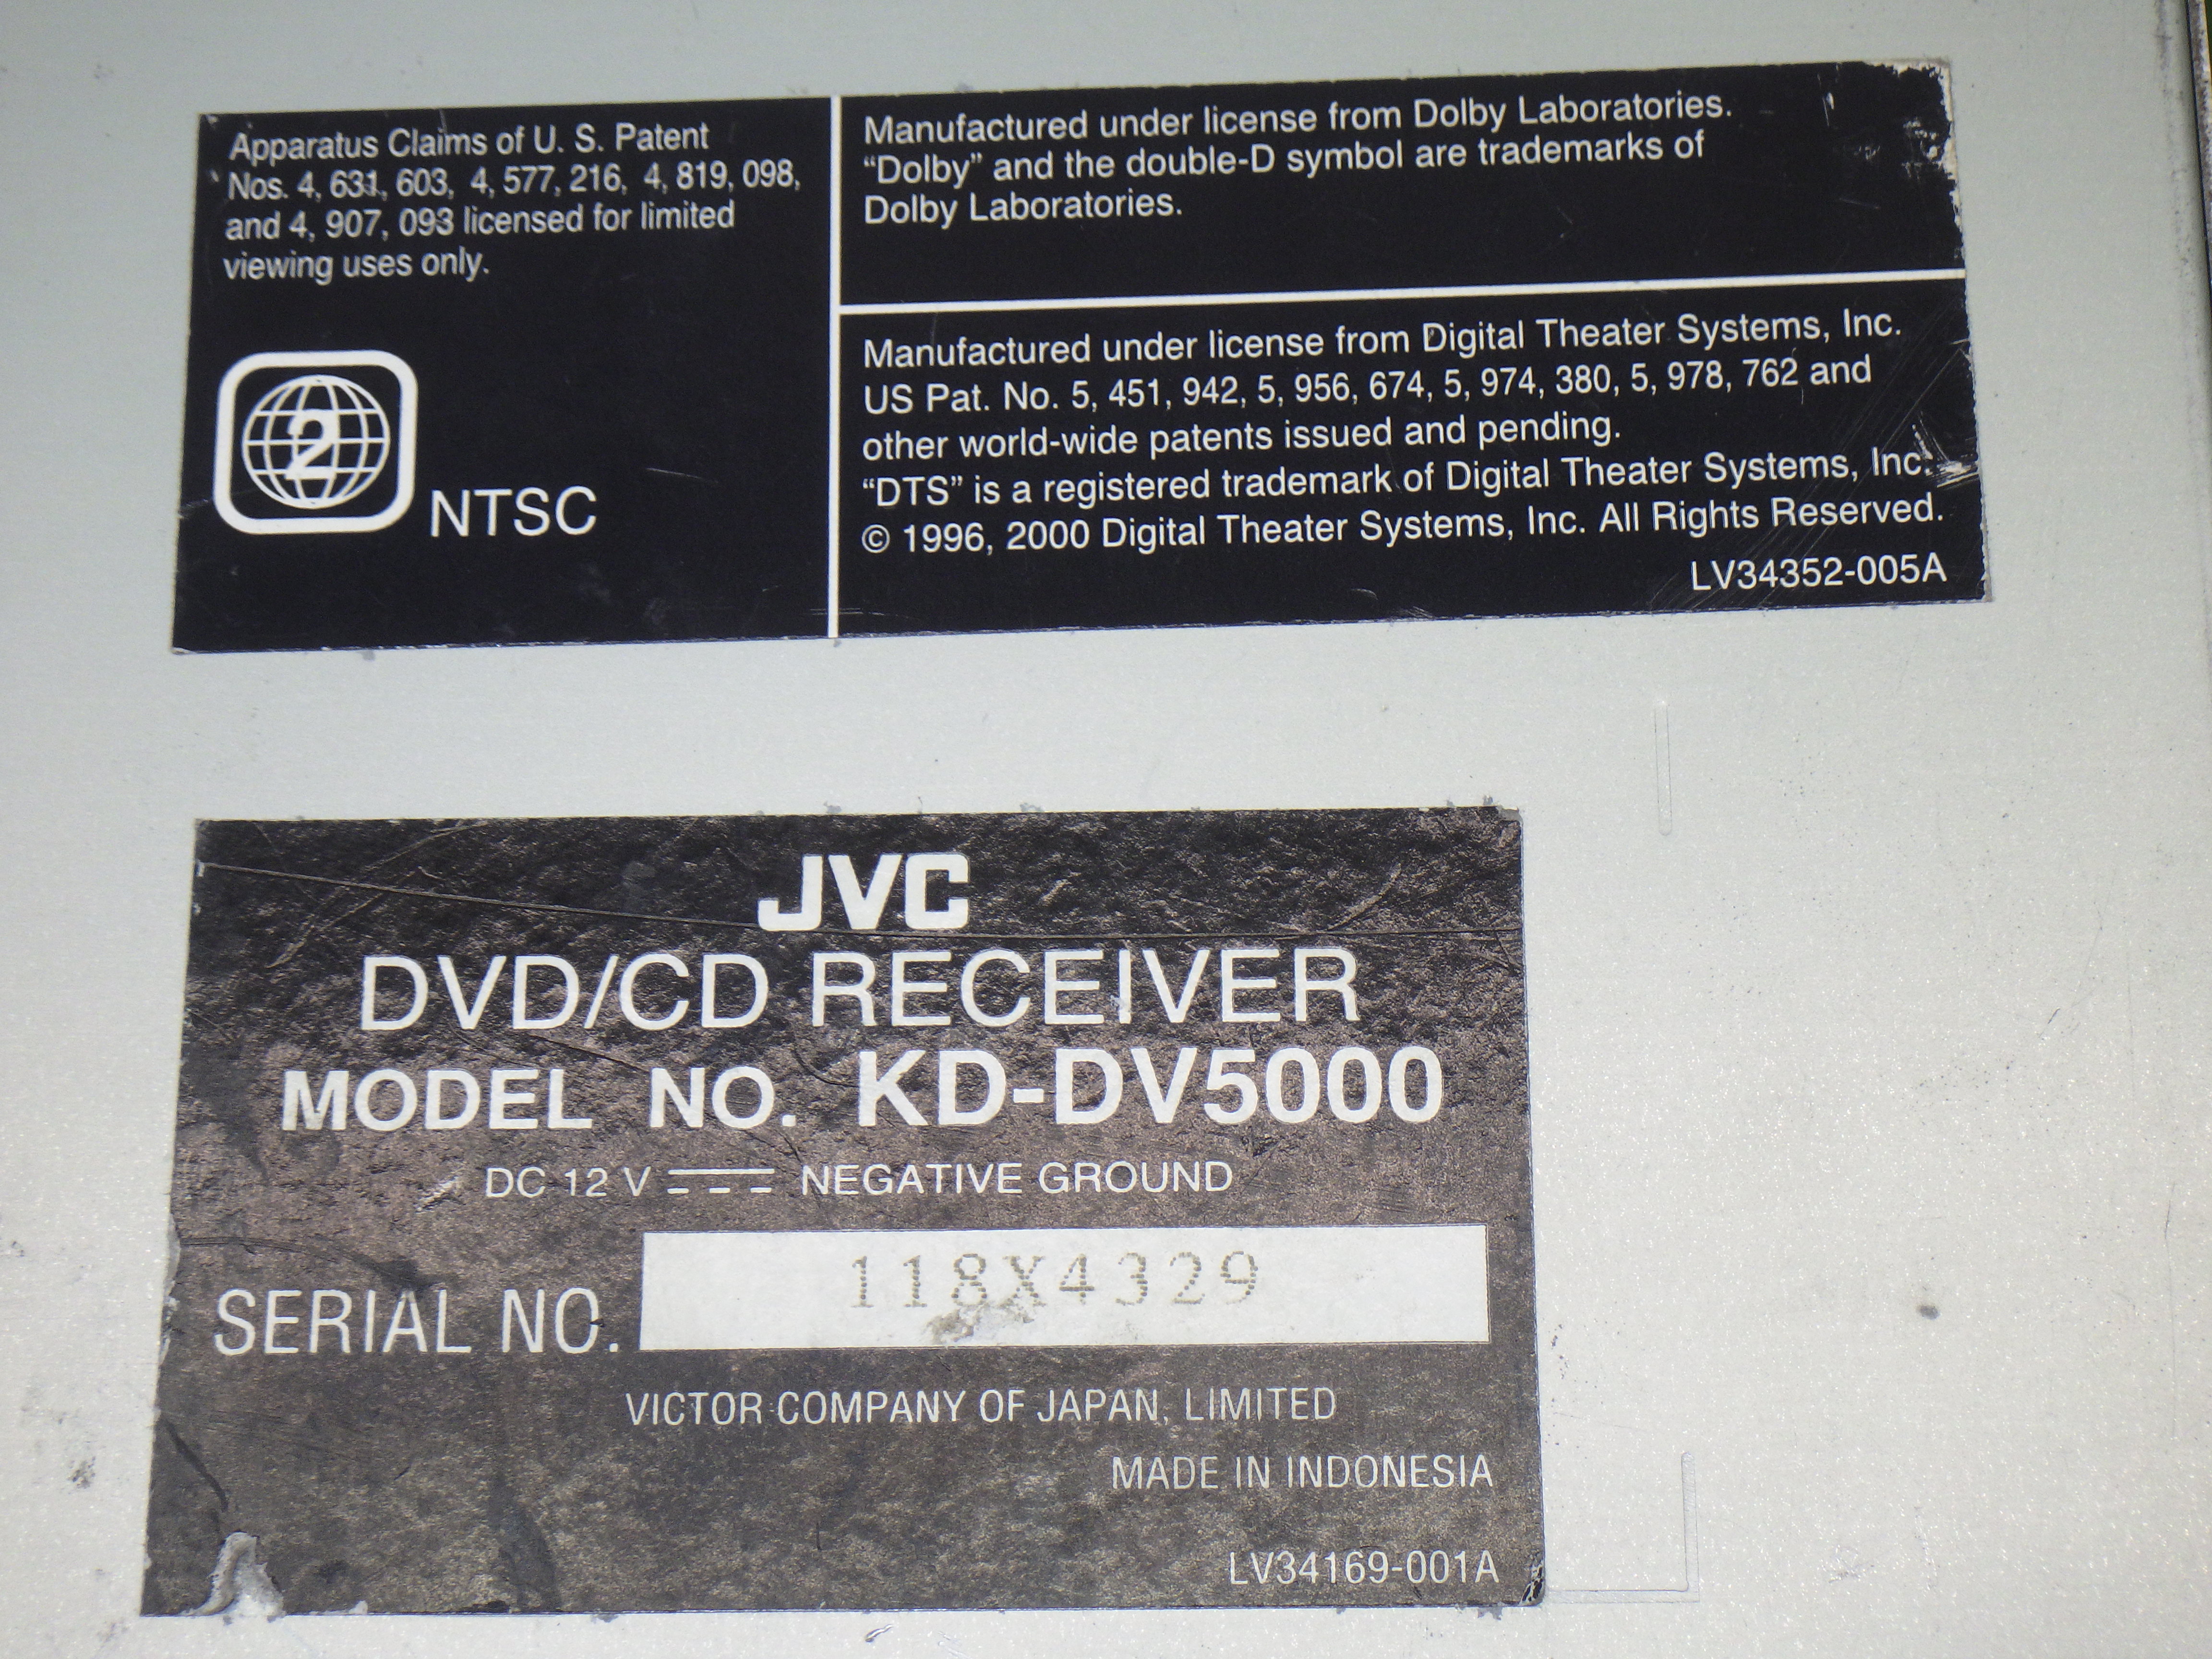 Apparatus Claims of U. S. Patent
Nos. 4, 631, 603, 4, 577, 216, 4, 819, 098,
and 4, 907, 093 licensed for limited
viewing uses only.
2
NTSC
Manufactured under license from Dolby Laboratories.
“Dolby” and the double-D symbol are trademarks of
Dolby Laboratories.
Manufactured under license from Digital Theater Systems, Inc.
US Pat. No. 5, 451, 942, 5, 956, 674, 5, 974, 380, 5, 978, 762 and
other world-wide patents issued and pending.
“DTS” is a registered trademark of Digital Theater Systems, Inc.
© 1996, 2000 Digital Theater Systems, Inc. All Rights Reserved.
LV34352-005A
JVC
DVD/CD RECEIVER
MODEL NO. KD-DV5000
DC 12 V ⎓ NEGATIVE GROUND
SERIAL NO. 118X4329
VICTOR COMPANY OF JAPAN, LIMITED
MADE IN INDONESIA
LV34169-001A